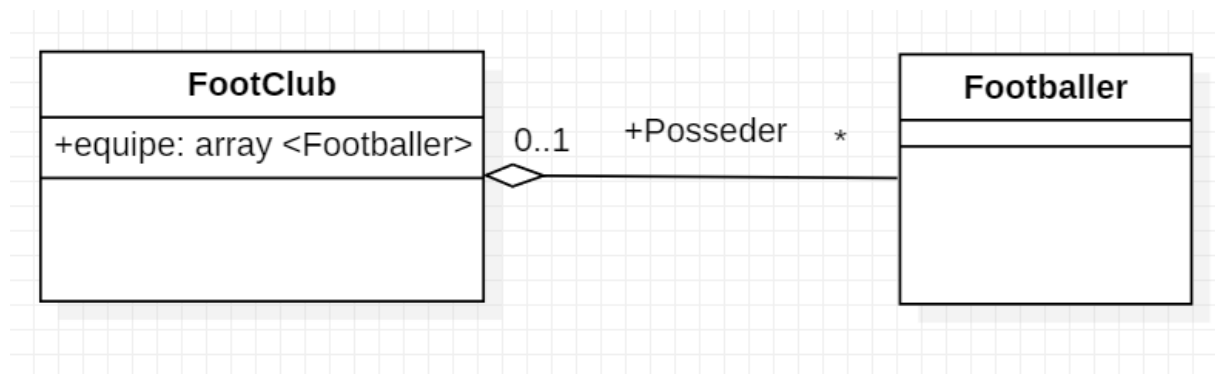 FootClub
+equipe: array <Footballer>
0..1
+Posseder
*
Footballer